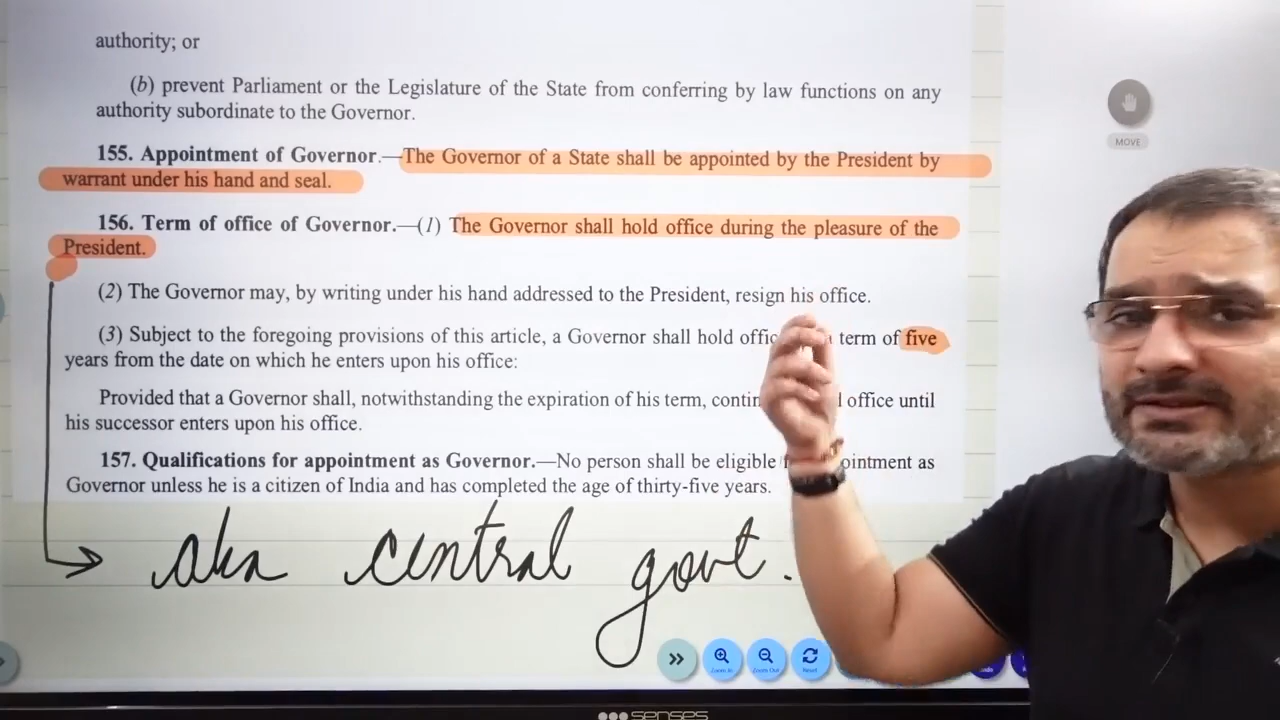 authority; or
(b) prevent Parliament or the Legislature of the State from conferring by law functions on any
authority subordinate to the Governor.
155. Appointment of Governor.—The Governor of a State shall be appointed by the President by
warrant under his hand and seal.
156. Term of office of Governor.—(1) The Governor shall hold office during the pleasure of the
President.
(2) The Governor may, by writing under his hand addressed to the President, resign his office.
(3) Subject to the foregoing provisions of this article, a Governor shall hold term of five
years from the date on which he enters upon his office:
Provided that a Governor shall, notwithstanding the expiration of his term, office until
his successor enters upon his office.
157. Qualifications for appointment as Governor.—No person shall be eligible as
Governor unless he is a citizen of India and has completed the age of thirty-five years.
aka central govt.
MOVE
Zoom In Zoom Out Reset
senses